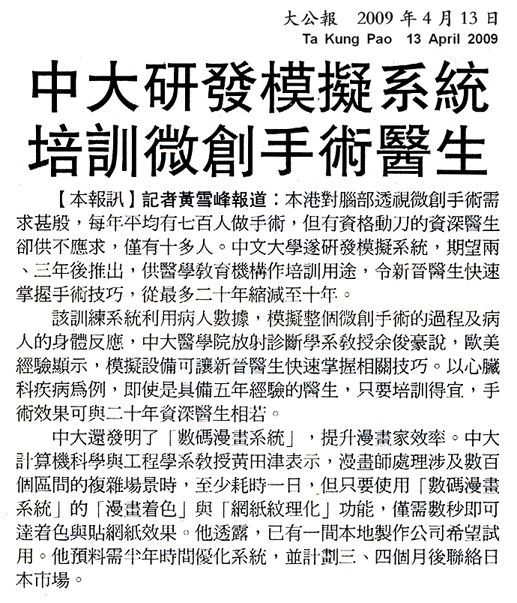 大公報 2009年4月13日
Ta Kung Pao 13 April 2009
中大研發模擬系統
培訓微創手術醫生
【本報訊】記者黃雪峰報道：本港對腦部透視微創手術需
求甚殷，每年平均有七百人做手術，但有資格動刀的資深醫生
卻供不應求，僅有十多人。中文大學遂研發模擬系統，期望兩
、三年後推出，供醫學教育機構作培訓用途，令新晉醫生快速
掌握手術技巧，從最多二十年縮減至十年。
該訓練系統利用病人數據，模擬整個微創手術的過程及病
人的身體反應，中大醫學院放射診斷學系教授余俊豪說，歐美
經驗顯示，模擬設備可讓新晉醫生快速掌握相關技巧。以心臟
科疾病為例，即使是具備五年經驗的醫生，只要培訓得宜，手
術效果可與二十年資深醫生相若。
中大還發明了「數碼漫畫系統」，提升漫畫家效率。中大
計算機科學與工程學系教授黃田津表示，漫畫師處理涉及數百
個區間的複雜場景時，至少耗時一日，但只要使用「數碼漫畫
系統」的「漫畫着色」與「網紙紋理化」功能，僅需數秒即可
達着色與貼網紙效果。他透露，已有一間本地製作公司希望試
用。他預料需半年時間優化系統，並計劃三、四個月後聯絡日
本市場。